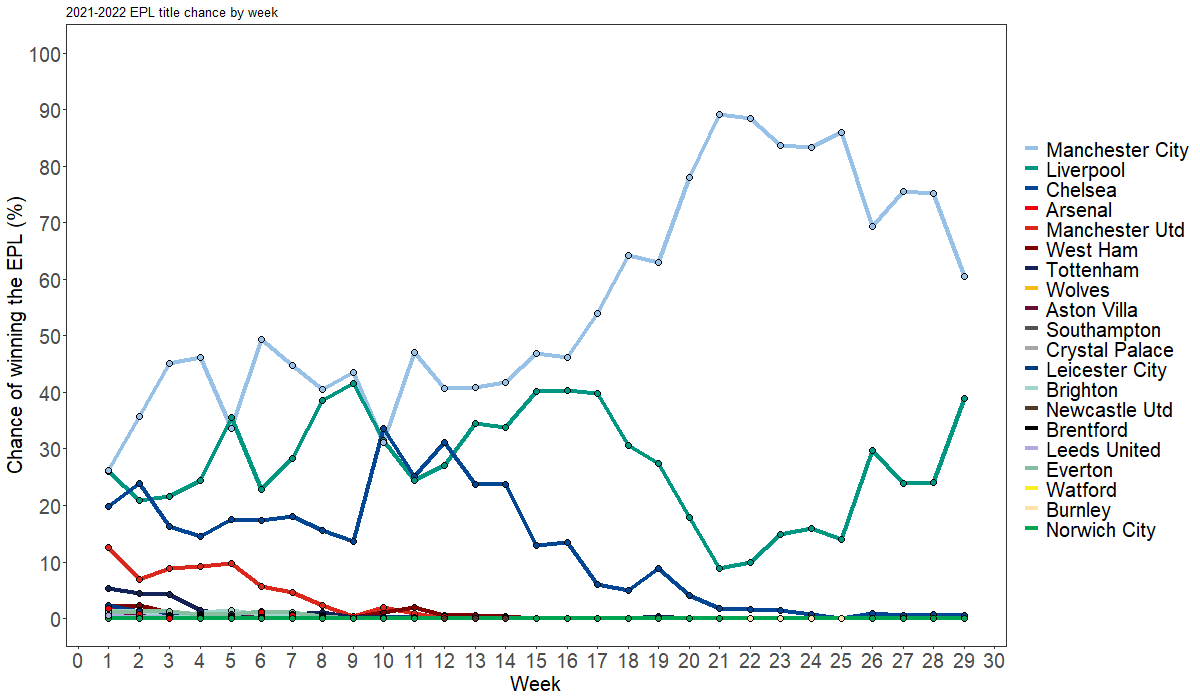 2021-2022 EPL title chance by week
Chance of winning the EPL (%)
100
90
80
70
60
50
40
30
20
10
0
0 1 2 3 4 5 6 7 8 9 10 11 12 13 14 15 16 17 18 19 20 21 22 23 24 25 26 27 28 29 30
Week
Manchester City
Liverpool
Chelsea
Arsenal
Manchester Utd
West Ham
Tottenham
Wolves
Aston Villa
Southampton
Crystal Palace
Leicester City
Brighton
Newcastle Utd
Brentford
Leeds United
Everton
Watford
Burnley
Norwich City